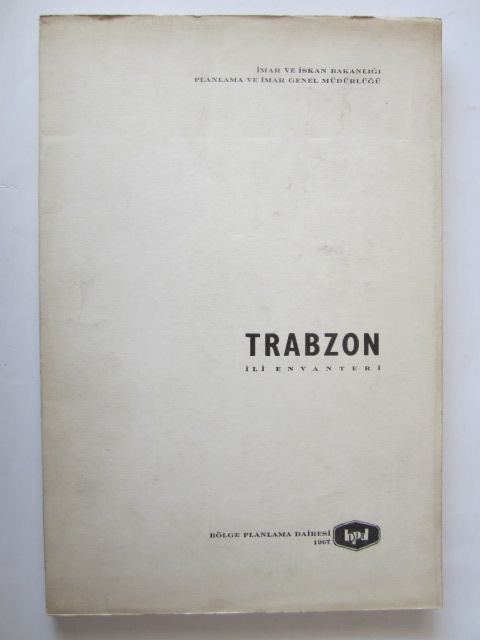 İMAR VE İSKAN BAKANLIĞI
PLANLAMA VE İMAR GENEL MÜDÜRLÜĞÜ
TRABZON
İLİ ENVANTERİ
BÖLGE PLANLAMA DAİRESİ
1967
bpd